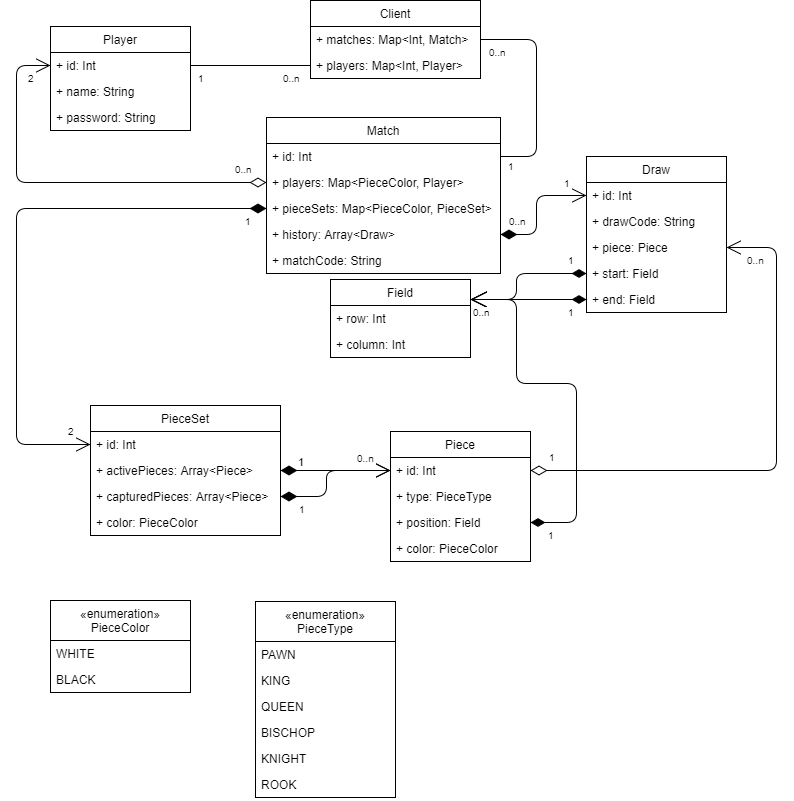 Client
+ matches: Map<Int, Match>
+ players: Map<Int, Player>
Player
+ id: Int
+ name: String
+ password: String
2
1
0..n
0..n
Match
+ id: Int
+ players: Map<PieceColor, Player>
+ pieceSets: Map<PieceColor, PieceSet>
+ history: Array<Draw>
+ matchCode: String
1
0..n
1
0..n
1
Draw
+ id: Int
+ drawCode: String
+ piece: Piece
+ start: Field
+ end: Field
0..n
1
1
Field
+ row: Int
+ column: Int
0..n
PieceSet
+ id: Int
+ activePieces: Array<Piece>
+ capturedPieces: Array<Piece>
+ color: PieceColor
2
1
1
0..n
Piece
+ id: Int
+ type: PieceType
+ position: Field
+ color: PieceColor
1
1
«enumeration»
PieceColor
WHITE
BLACK
«enumeration»
PieceType
PAWN
KING
QUEEN
BISCHOP
KNIGHT
ROOK